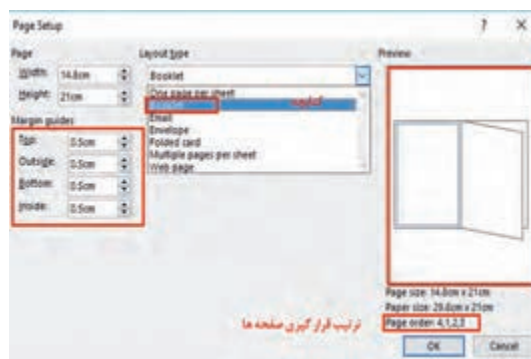 Page Setup ? X
Page
Width: 14.8cm
Height: 21cm
Margin guides
Top: 0.5cm
Outside: 0.5cm
Bottom: 0.5cm
Inside: 0.5cm
Layout type
Booklet
One page per sheet
Booklet
Email
Envelope
Folded card
Multiple pages per sheet
Web page
Preview
Page size: 14.8cm x 21cm
Paper size: 29.6cm x 21cm
Page order: 4,1,2,3
ترتیب قرارگیری صفحه ها
OK Cancel